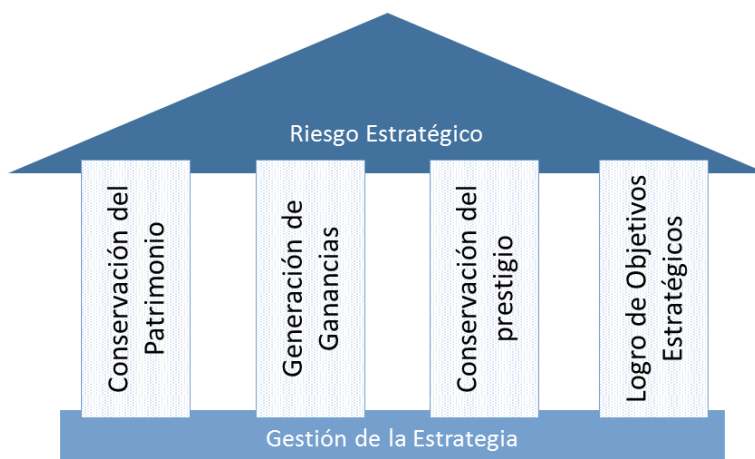 Riesgo Estratégico
Conservación del
Patrimonio
Generación de
Ganancias
Conservación del
prestigio
Logro de Objetivos
Estratégicos
Gestión de la Estrategia